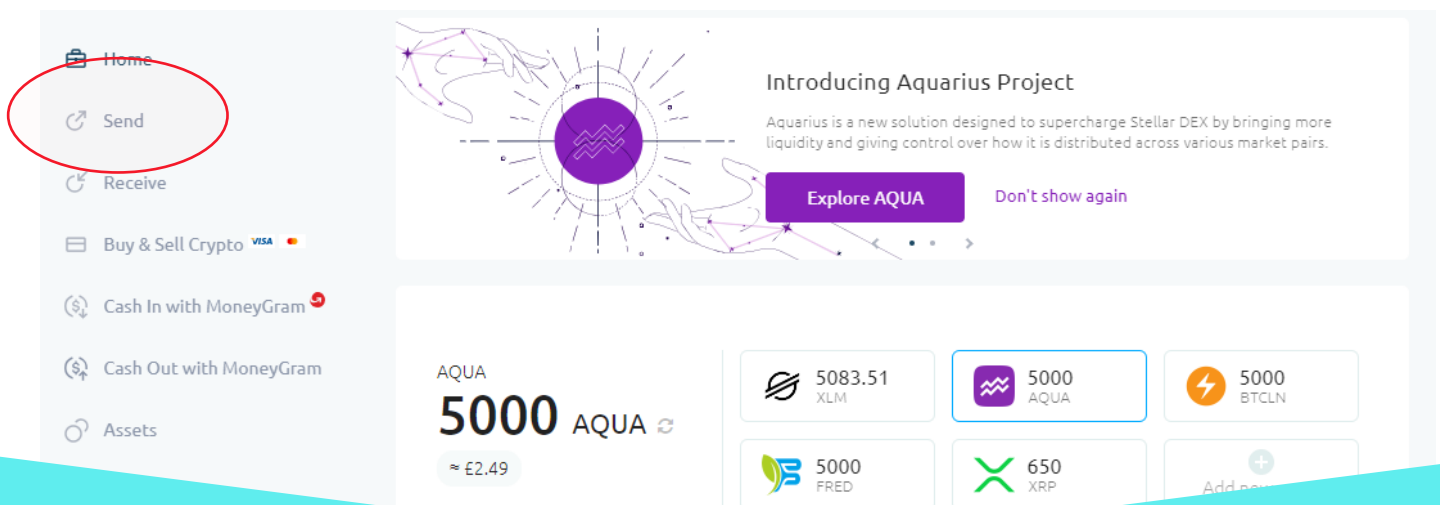 Home
Send
Receive
Buy & Sell Crypto VISA
Cash In with MoneyGram
Cash Out with MoneyGram
Assets
Introducing Aquarius Project
Aquarius is a new solution designed to supercharge Stellar DEX by bringing more
liquidity and giving control over how it is distributed across various market pairs.
Explore AQUA
Don't show again
AQUA
5000 AQUA
≈ £2.49
5083.51
XLM
5000
AQUA
5000
BTCLN
5000
FRED
650
XRP
Add